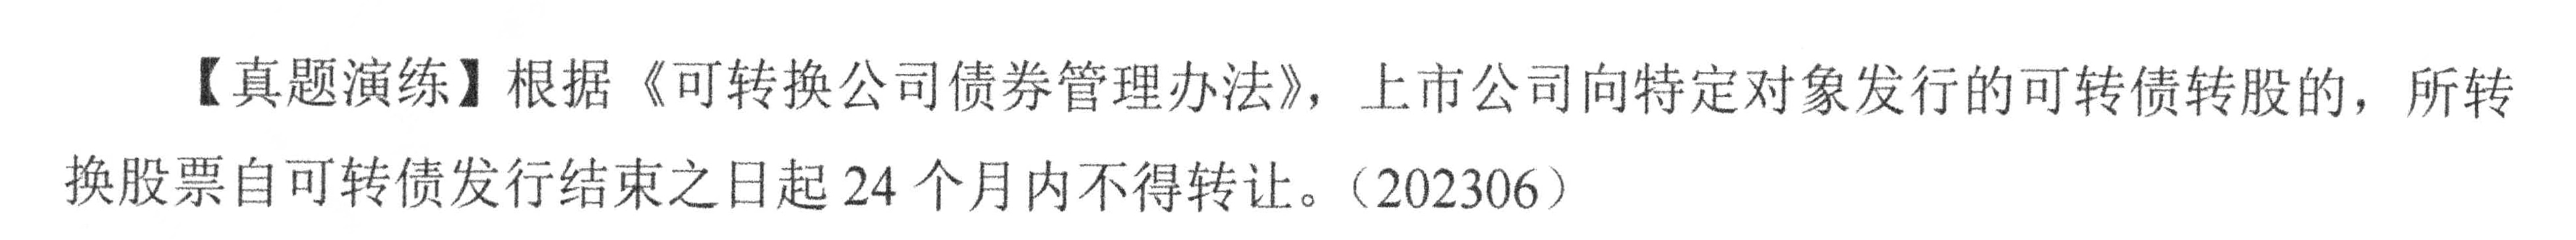 【真题演练】根据《可转换公司债券管理办法》，上市公司向特定对象发行的可转债转股的，所转
换股票自可转债发行结束之日起 24 个月内不得转让。（202306）